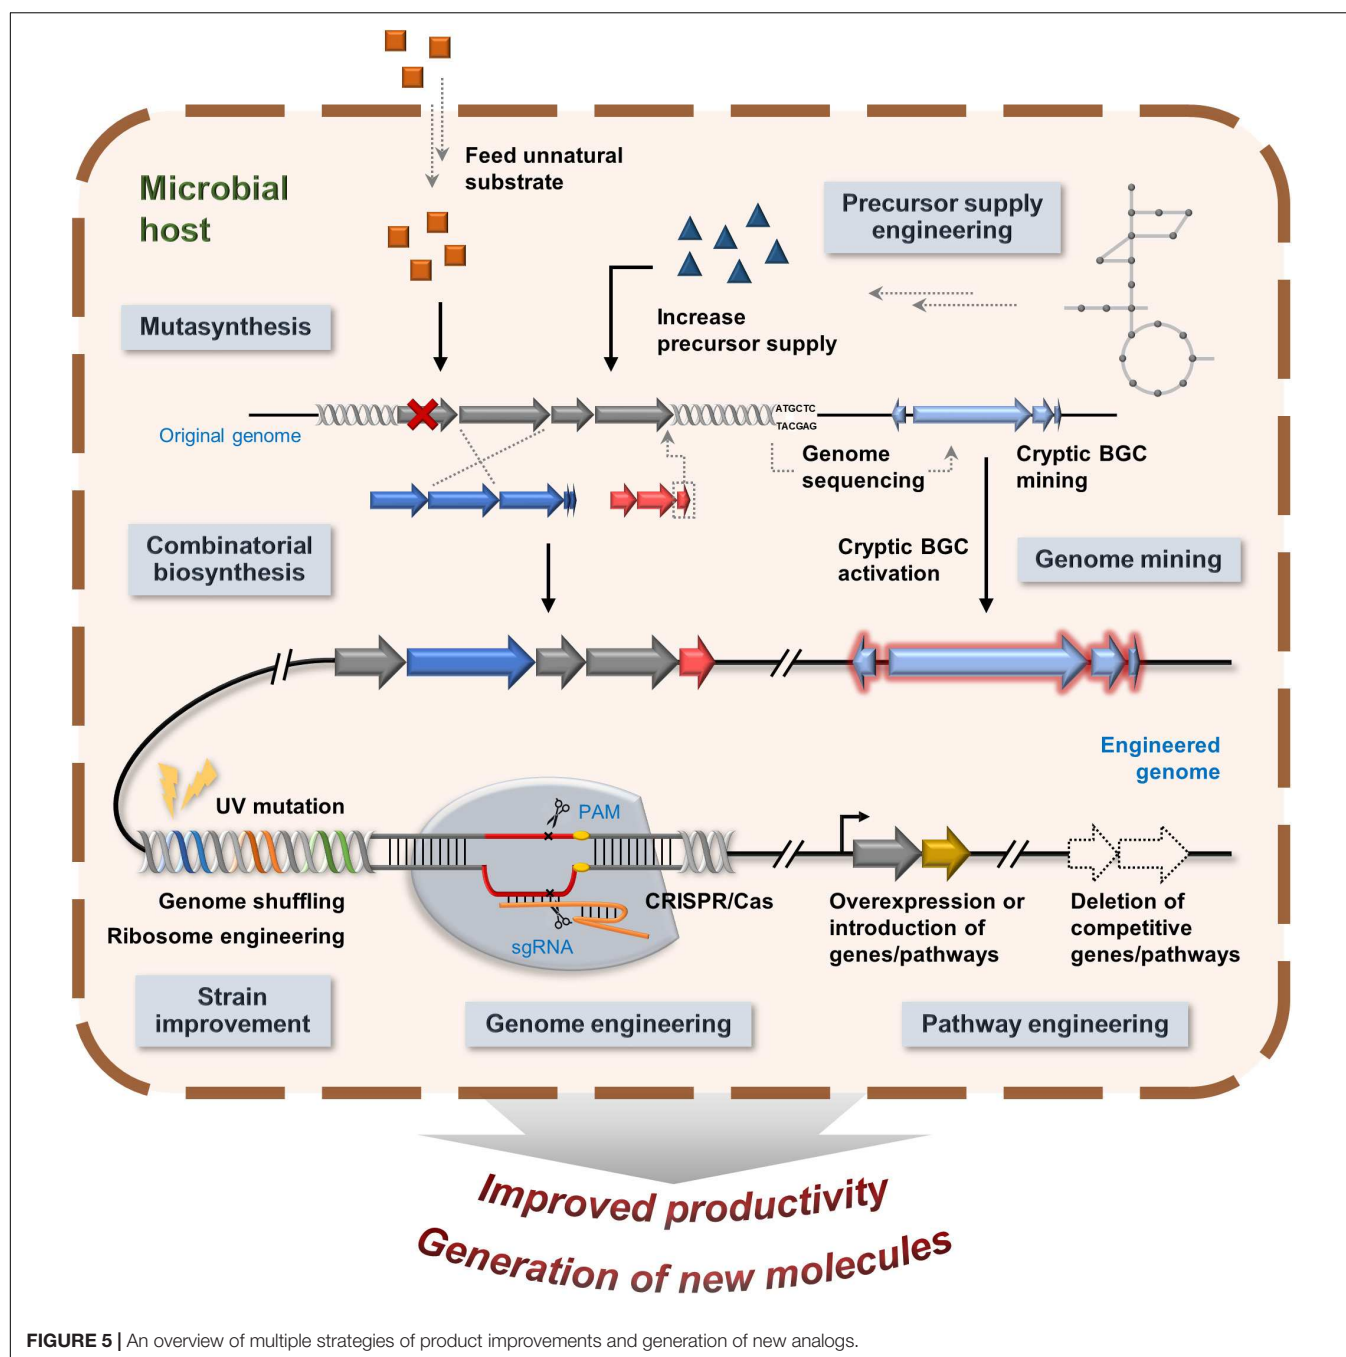 Feed unnatural
substrate
Microbial
host
Precursor supply
engineering
Mutasynthesis
Increase
precursor supply
Original genome
ATGCTC
TACGAG
Genome
sequencing
Cryptic BGC
mining
Combinatorial
biosynthesis
Cryptic BGC
activation
Genome mining
Engineered
genome
UV mutation
PAM
Genome shuffling
Ribosome engineering
sgRNA
CRISPR/Cas
Overexpression or
introduction of
genes/pathways
Deletion of
competitive
genes/pathways
Strain
improvement
Genome engineering
Pathway engineering
Improved productivity
Generation of new molecules
FIGURE 5 | An overview of multiple strategies of product improvements and generation of new analogs.